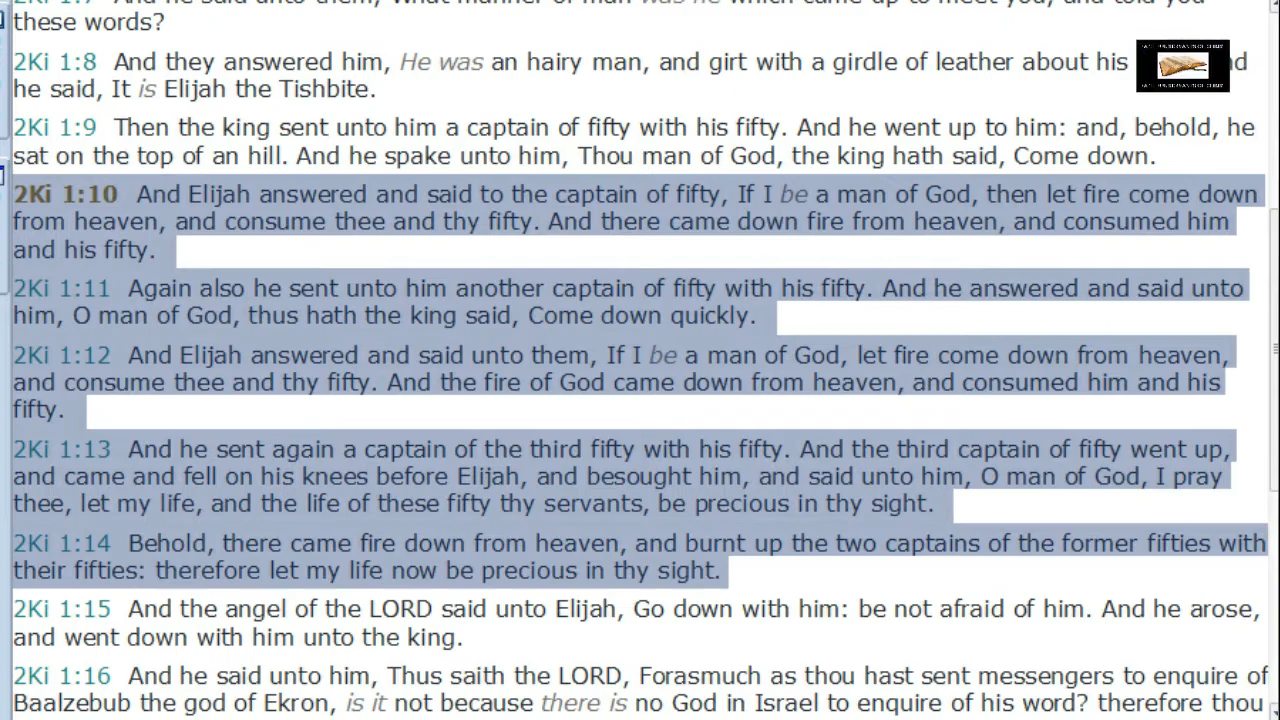 these words?
2Ki 1:8 And they answered him, He was an hairy man, and girt with a girdle of leather about his
he said, It is Elijah the Tishbite.
2Ki 1:9 Then the king sent unto him a captain of fifty with his fifty. And he went up to him: and, behold, he
sat on the top of an hill. And he spake unto him, Thou man of God, the king hath said, Come down.
2Ki 1:10 And Elijah answered and said to the captain of fifty, If I be a man of God, then let fire come down
from heaven, and consume thee and thy fifty. And there came down fire from heaven, and consumed him
and his fifty.
2Ki 1:11 Again also he sent unto him another captain of fifty with his fifty. And he answered and said unto
him, O man of God, thus hath the king said, Come down quickly.
2Ki 1:12 And Elijah answered and said unto them, If I be a man of God, let fire come down from heaven,
and consume thee and thy fifty. And the fire of God came down from heaven, and consumed him and his
fifty.
2Ki 1:13 And he sent again a captain of the third fifty with his fifty. And the third captain of fifty went up,
and came and fell on his knees before Elijah, and besought him, and said unto him, O man of God, I pray
thee, let my life, and the life of these fifty thy servants, be precious in thy sight.
2Ki 1:14 Behold, there came fire down from heaven, and burnt up the two captains of the former fifties with
their fifties: therefore let my life now be precious in thy sight.
2Ki 1:15 And the angel of the LORD said unto Elijah, Go down with him: be not afraid of him. And he arose,
and went down with him unto the king.
2Ki 1:16 And he said unto him, Thus saith the LORD, Forasmuch as thou hast sent messengers to enquire of
Baalzebub the god of Ekron, is it not because there is no God in Israel to enquire of his word? therefore thou